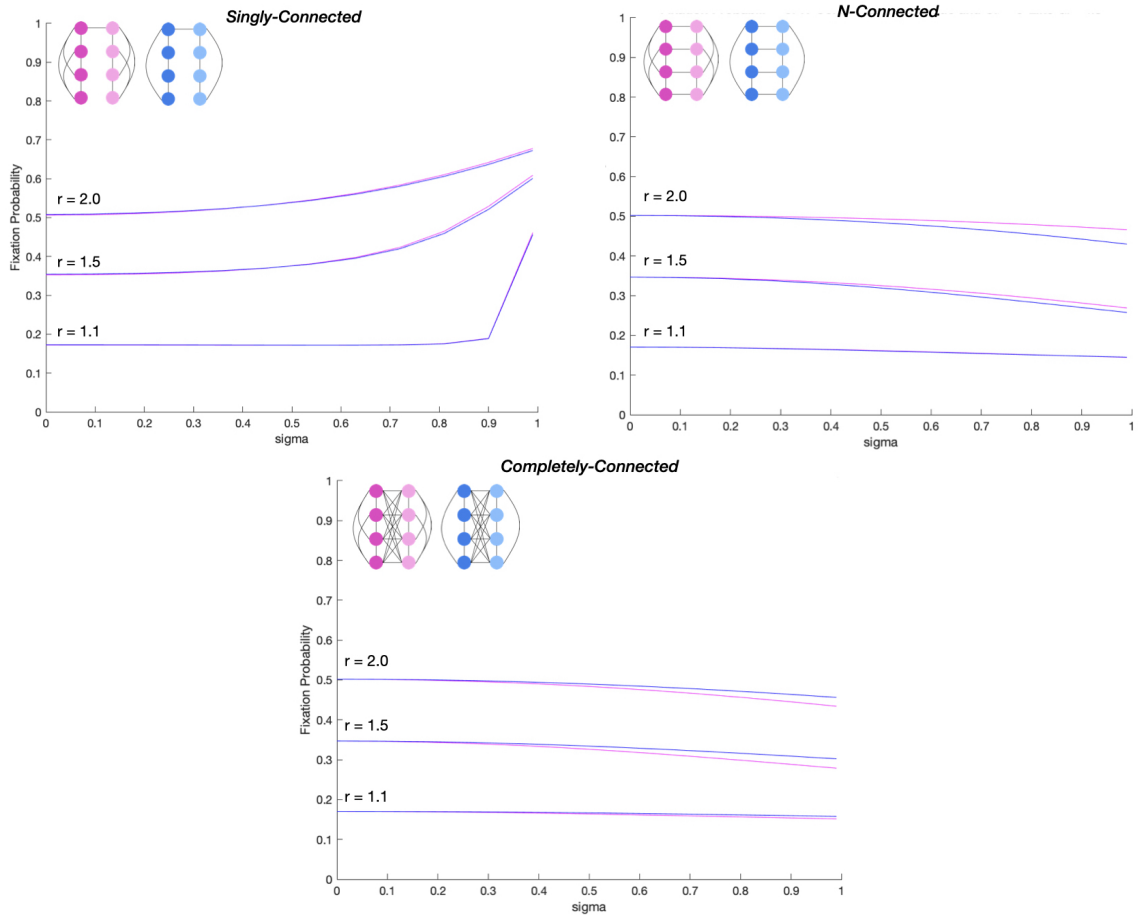 Singly-Connected
1
0.9
0.8
0.7
0.6
0.5
0.4
0.3
0.2
0.1
0
Fixation Probability
r = 2.0
r = 1.5
r = 1.1
0 0.1 0.2 0.3 0.4 0.5 0.6 0.7 0.8 0.9 1
sigma
N-Connected
1
0.9
0.8
0.7
0.6
0.5
0.4
0.3
0.2
0.1
0
r = 2.0
r = 1.5
r = 1.1
0 0.1 0.2 0.3 0.4 0.5 0.6 0.7 0.8 0.9 1
sigma
Completely-Connected
1
0.9
0.8
0.7
0.6
0.5
0.4
0.3
0.2
0.1
0
Fixation Probability
r = 2.0
r = 1.5
r = 1.1
0 0.1 0.2 0.3 0.4 0.5 0.6 0.7 0.8 0.9 1
sigma